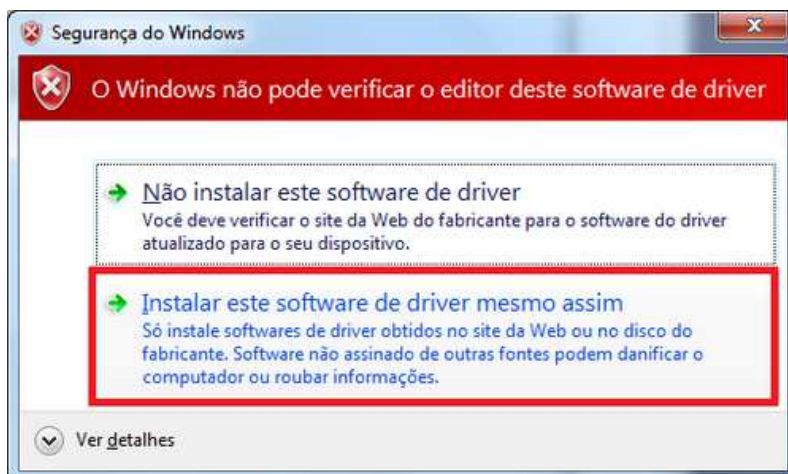 Segurança do Windows
O Windows não pode verificar o editor deste software de driver
Não instalar este software de driver
Você deve verificar o site da Web do fabricante para o software do driver
atualizado para o seu dispositivo.
Instalar este software de driver mesmo assim
Só instale softwares de driver obtidos no site da Web ou no disco do
fabricante. Software não assinado de outras fontes podem danificar o
computador ou roubar informações.
Ver detalhes